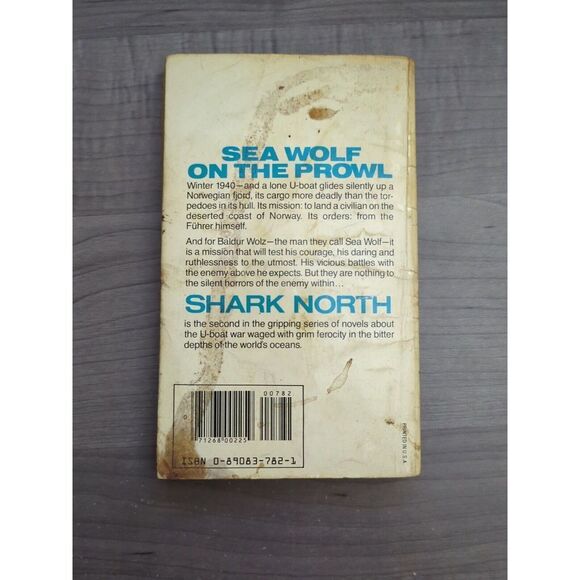 SEA WOLF
ON THE PROWL
Winter 1940—and a lone U-boat glides silently up a
Norwegian fjord, its cargo more deadly than the tor-
pedoes in its hull. Its mission: to land a civilian on the
deserted coast of Norway. Its orders: from the
Führer himself.
And for Baldur Wolz—the man they call Sea Wolf—it
is a mission that will test his courage, his daring and
ruthlessness to the utmost. His vicious battles with
the enemy above he expects. But they are nothing to
the silent horrors of the enemy within...
SHARK NORTH
is the second in the gripping series of novels about
the U-boat war waged with grim ferocity in the bitter
depths of the world's oceans.
00782
0
71268 00225
ISBN 0-89083-782-1
PRINTED IN U.S.A.